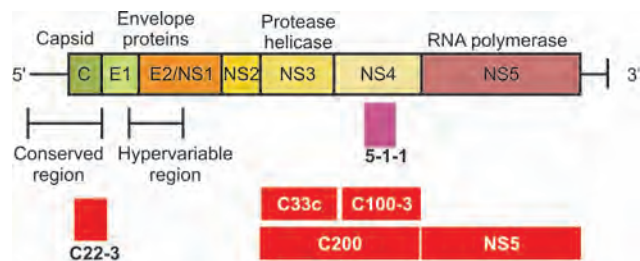 Envelope proteins
Protease helicase
Capsid
RNA polymerase
5' C E1 E2/NS1 NS2 NS3 NS4 NS5 3'
5-1-1
Conserved region
Hypervariable region
C33c C100-3
C22-3
C200 NS5